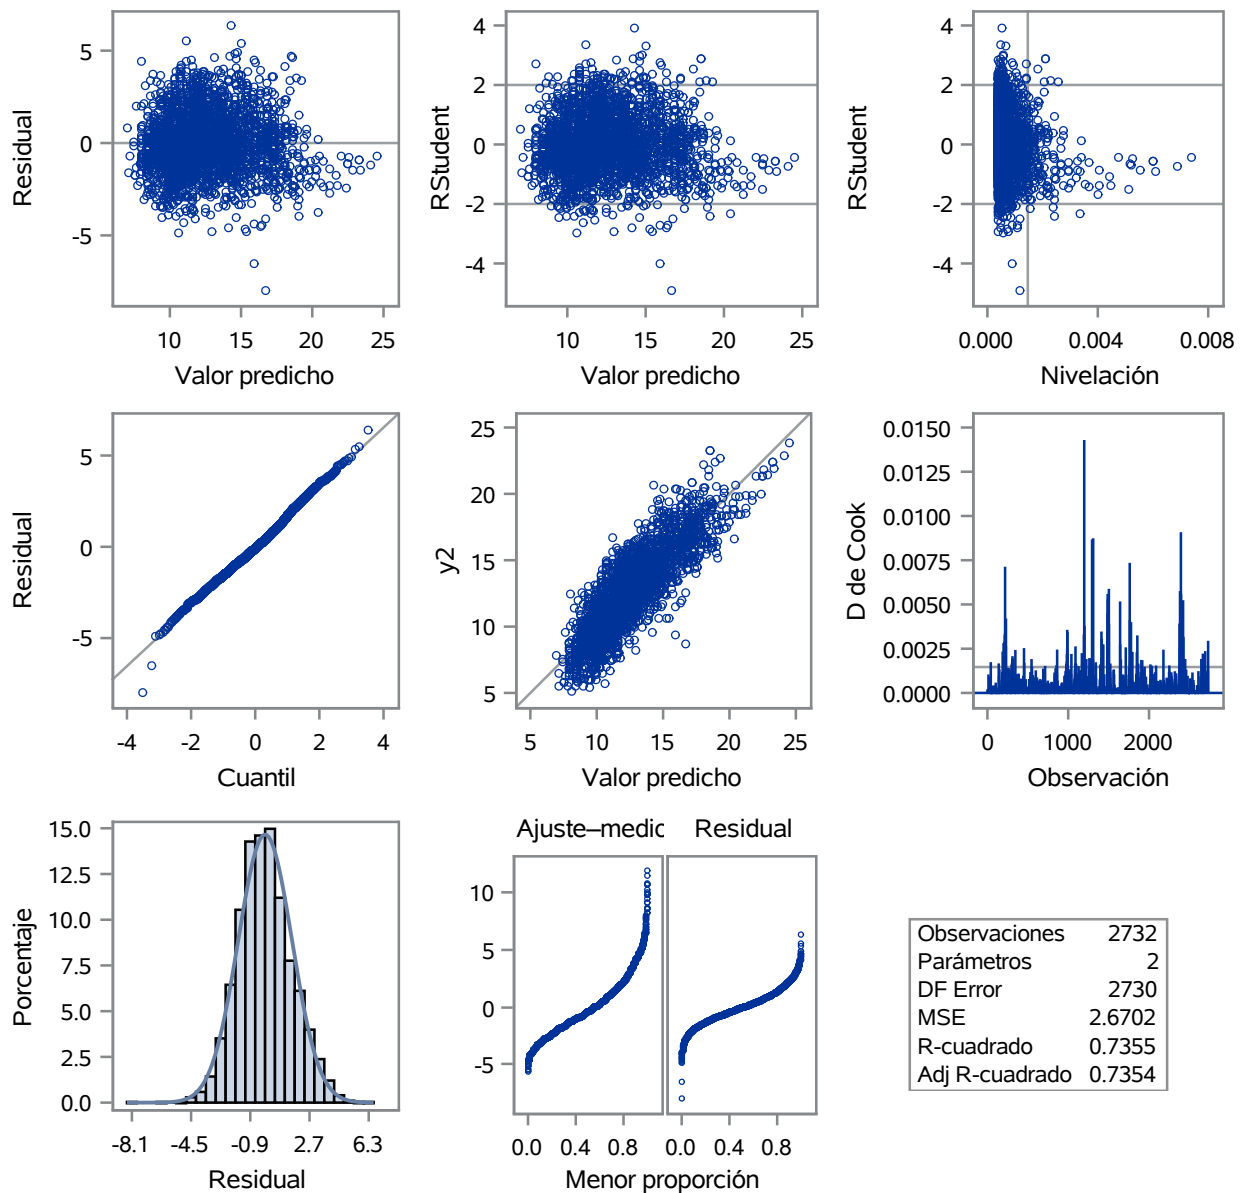 5
0
-5
Residual
10 15 20 25
Valor predicho
4
2
0
-2
-4
RStudent
10 15 20 25
Valor predicho
4
2
0
-2
-4
RStudent
0.000 0.004 0.008
Nivelación
5
0
-5
Residual
-4 -2 0 2 4
Cuantil
25
20
15
10
5
y2
5 10 15 20 25
Valor predicho
0.0150
0.0125
0.0100
0.0075
0.0050
0.0025
0.0000
D de Cook
0 1000 2000
Observación
15.0
12.5
10.0
7.5
5.0
2.5
0.0
Porcentaje
-8.1 -4.5 -0.9 2.7 6.3
Residual
Ajuste–medic Residual
10
5
0
-5
0.0 0.4 0.8 0.0 0.4 0.8
Menor proporción
Observaciones 2732
Parámetros 2
DF Error 2730
MSE 2.6702
R-cuadrado 0.7355
Adj R-cuadrado 0.7354